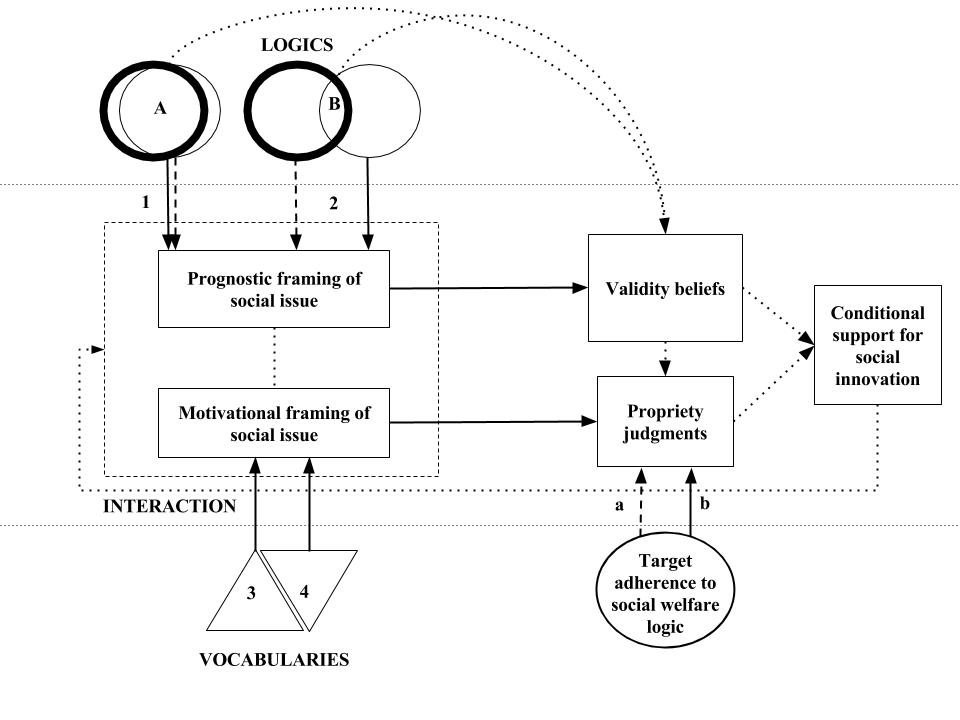 LOGICS
A
B
1
2
Prognostic framing of
social issue
Validity beliefs
Conditional
support for
social
innovation
Motivational framing of
social issue
Propriety
judgments
INTERACTION
a
b
3
4
Target
adherence to
social welfare
logic
VOCABULARIES